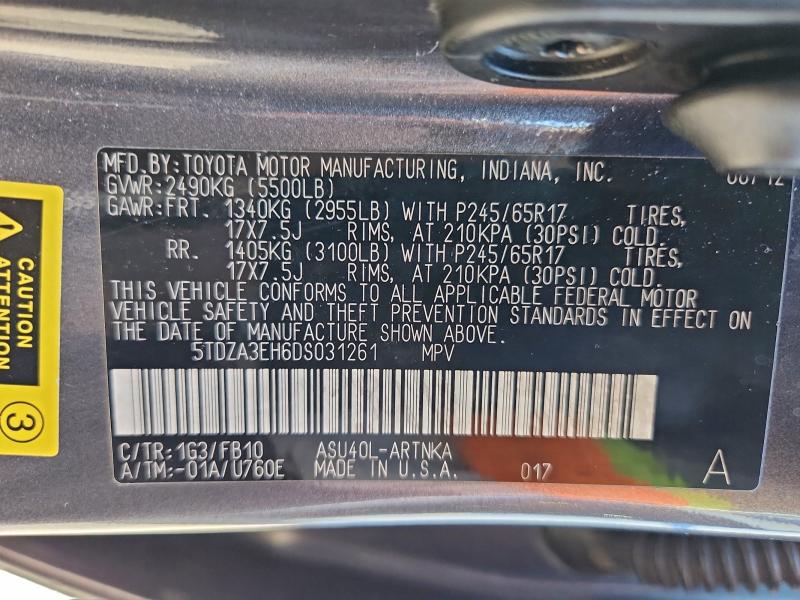 MFD.BY:TOYOTA MOTOR MANUFACTURING, INDIANA, INC.
GVWR:2490KG (5500LB)
GAWR:FRT. 1340KG (2955LB) WITH P245/65R17 TIRES,
17X7.5J RIMS, AT 210KPA (30PSI) COLD.
RR. 1405KG (3100LB) WITH P245/65R17 TIRES,
17X7.5J RIMS, AT 210KPA (30PSI) COLD.
THIS VEHICLE CONFORMS TO ALL APPLICABLE FEDERAL MOTOR
VEHICLE SAFETY AND THEFT PREVENTION STANDARDS IN EFFECT ON
THE DATE OF MANUFACTURE SHOWN ABOVE.
5TDZA3EH6DS031261 MPV
C/TR:1G3/FB10 ASU40L-ARTNKA
A/TM:-01A/U760E MADE IN U.S.A. 017 A
CAUTION
ATTENTION
3